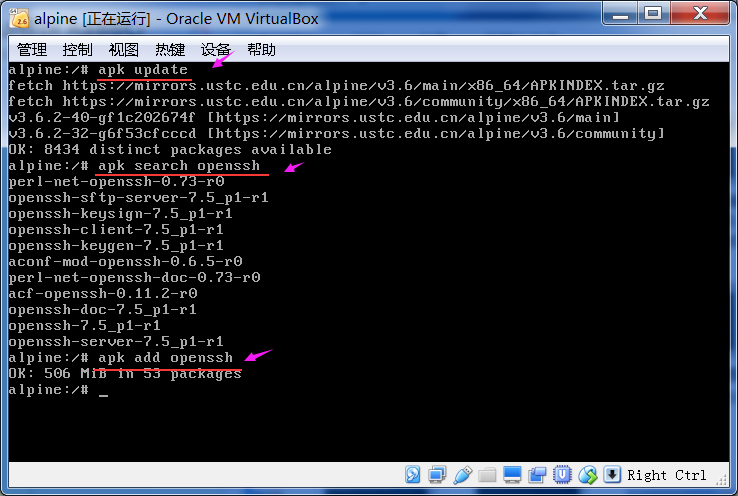 alpine [正在运行] - Oracle VM VirtualBox
管理 控制 视图 热键 设备 帮助
alpine:/# apk update
fetch https://mirrors.ustc.edu.cn/alpine/v3.6/main/x86_64/APKINDEX.tar.gz
fetch https://mirrors.ustc.edu.cn/alpine/v3.6/community/x86_64/APKINDEX.tar.gz
v3.6.2-40-gf1c202674f [https://mirrors.ustc.edu.cn/alpine/v3.6/main]
v3.6.2-32-g6f53cfcccd [https://mirrors.ustc.edu.cn/alpine/v3.6/community]
OK: 8434 distinct packages available
alpine:/# apk search openssh
perl-net-openssh-0.73-r0
openssh-sftp-server-7.5_p1-r1
openssh-keysign-7.5_p1-r1
openssh-client-7.5_p1-r1
openssh-keygen-7.5_p1-r1
aconf-mod-openssh-0.6.5-r0
perl-net-openssh-doc-0.73-r0
acf-openssh-0.11.2-r0
openssh-doc-7.5_p1-r1
openssh-7.5_p1-r1
openssh-server-7.5_p1-r1
alpine:/# apk add openssh
OK: 506 MiB in 53 packages
alpine:/# _
Right Ctrl